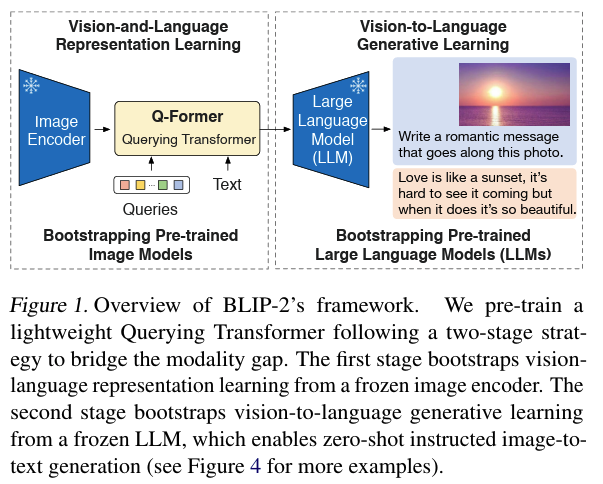 Vision-and-Language
Representation Learning
Vision-to-Language
Generative Learning
Image
Encoder
Q-Former
Querying Transformer
...
Queries
Text
Large
Language
Model
(LLM)
Write a romantic message
that goes along this photo.
Love is like a sunset, it's
hard to see it coming but
when it does it's so beautiful.
Bootstrapping Pre-trained
Image Models
Bootstrapping Pre-trained
Large Language Models (LLMs)
Figure 1. Overview of BLIP-2's framework. We pre-train a
lightweight Querying Transformer following a two-stage strat-
egy to bridge the modality gap. The first stage bootstraps vision-
language representation learning from a frozen image encoder. The
second stage bootstraps vision-to-language generative learning
from a frozen LLM, which enables zero-shot instructed image-to-
text generation (see Figure 4 for more examples).